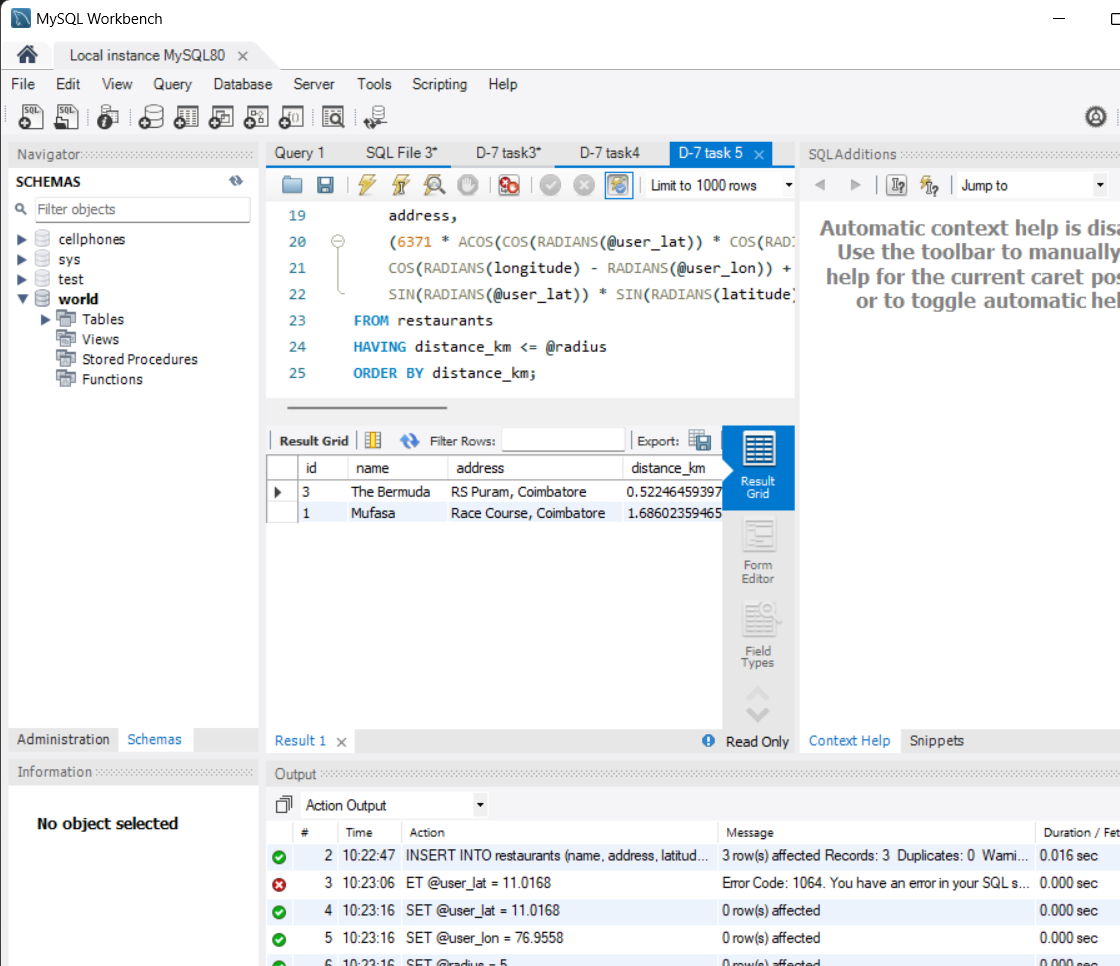 MySQL Workbench
Local instance MySQL80
File Edit View Query Database Server Tools Scripting Help
Navigator
SCHEMAS
Filter objects
cellphones
sys
test
world
Tables
Views
Stored Procedures
Functions
Administration Schemas
Information
No object selected
Query 1 SQL File 3* D-7 task3* D-7 task4 D-7 task 5
Limit to 1000 rows
19 address,
20 (6371 * ACOS(COS(RADIANS(@user_lat)) * COS(RAD
21 COS(RADIANS(longitude) - RADIANS(@user_lon)) +
22 SIN(RADIANS(@user_lat)) * SIN(RADIANS(latitude)
23 FROM restaurants
24 HAVING distance_km <= @radius
25 ORDER BY distance_km;
Result Grid Filter Rows: Export:
id name address distance_km
3 The Bermuda RS Puram, Coimbatore 0.52246459397
1 Mufasa Race Course, Coimbatore 1.68602359465
Result
Grid
Form
Editor
Field
Types
Result 1 Read Only
SQLAdditions
Jump to
Automatic context help is disa
Use the toolbar to manually
help for the current caret pos
or to toggle automatic hel
Context Help Snippets
Output
Action Output
# Time Action Message Duration / Fet
2 10:22:47 INSERT INTO restaurants (name, address, latitud... 3 row(s) affected Records: 3 Duplicates: 0 Warni... 0.016 sec
3 10:23:06 ET @user_lat = 11.0168 Error Code: 1064. You have an error in your SQL s... 0.000 sec
4 10:23:16 SET @user_lat = 11.0168 0 row(s) affected 0.000 sec
5 10:23:16 SET @user_lon = 76.9558 0 row(s) affected 0.000 sec
6 10:23:16 SET @radius = 5 0 row(s) affected 0.000 sec